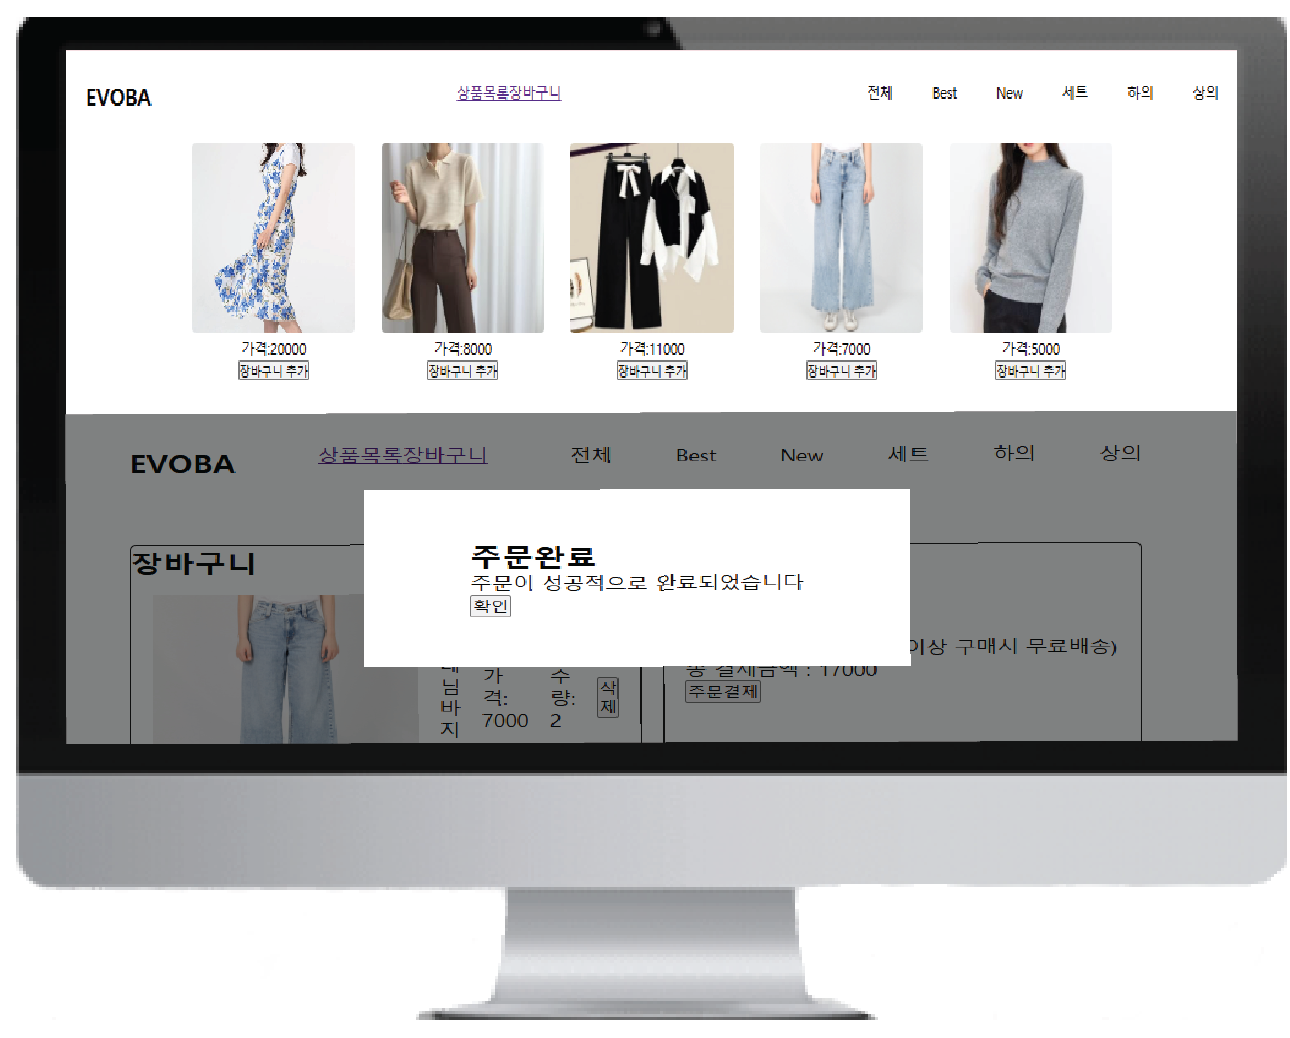 EVOBA 상품목록장바구니 전체 Best New 세트 하의 상의
가격:20000 가격:8000 가격:11000 가격:7000 가격:5000
장바구니 추가 장바구니 추가 장바구니 추가 장바구니 추가 장바구니 추가
EVOBA 상품목록장바구니 전체 Best New 세트 하의 상의
장바구니
주문완료
주문이 성공적으로 완료되었습니다
확인
이상 구매시 무료배송)
총 결제금액 : 17000
주문결제
님
바
지
가
격:
7000
수
량:
2
삭
제